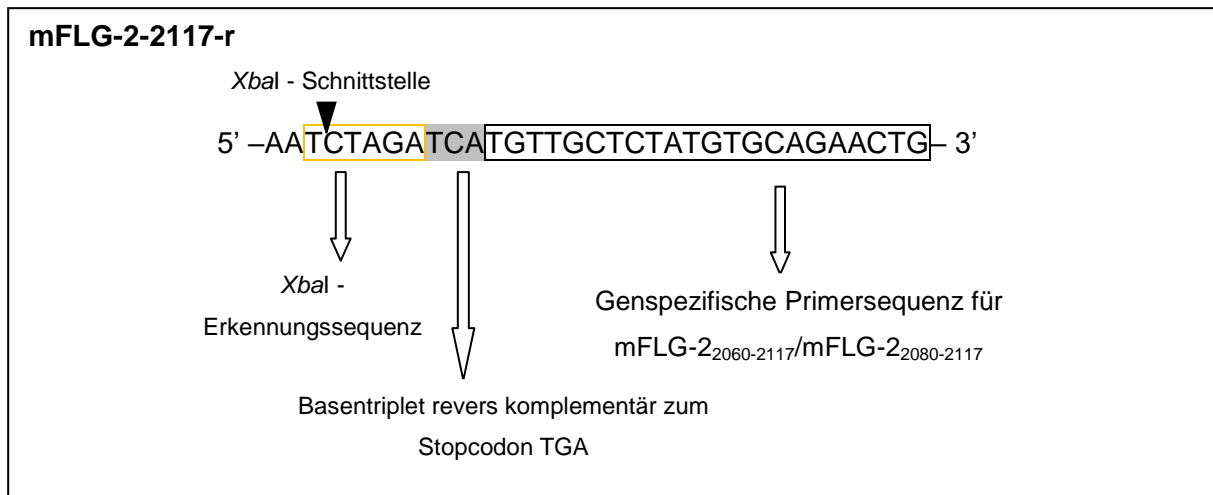 mFLG-2-2117-r
XbaI - Schnittstelle
5’ –AATCTAGATCATGTTGCTCTATGTGCAGAACTG– 3’
XbaI -
Erkennungssequenz
Genspezifische Primersequenz für
mFLG-2₂₀₆₀₋₂₁₁₇/mFLG-2₂₀₈₀₋₂₁₁₇
Basentriplet revers komplementär zum
Stopcodon TGA